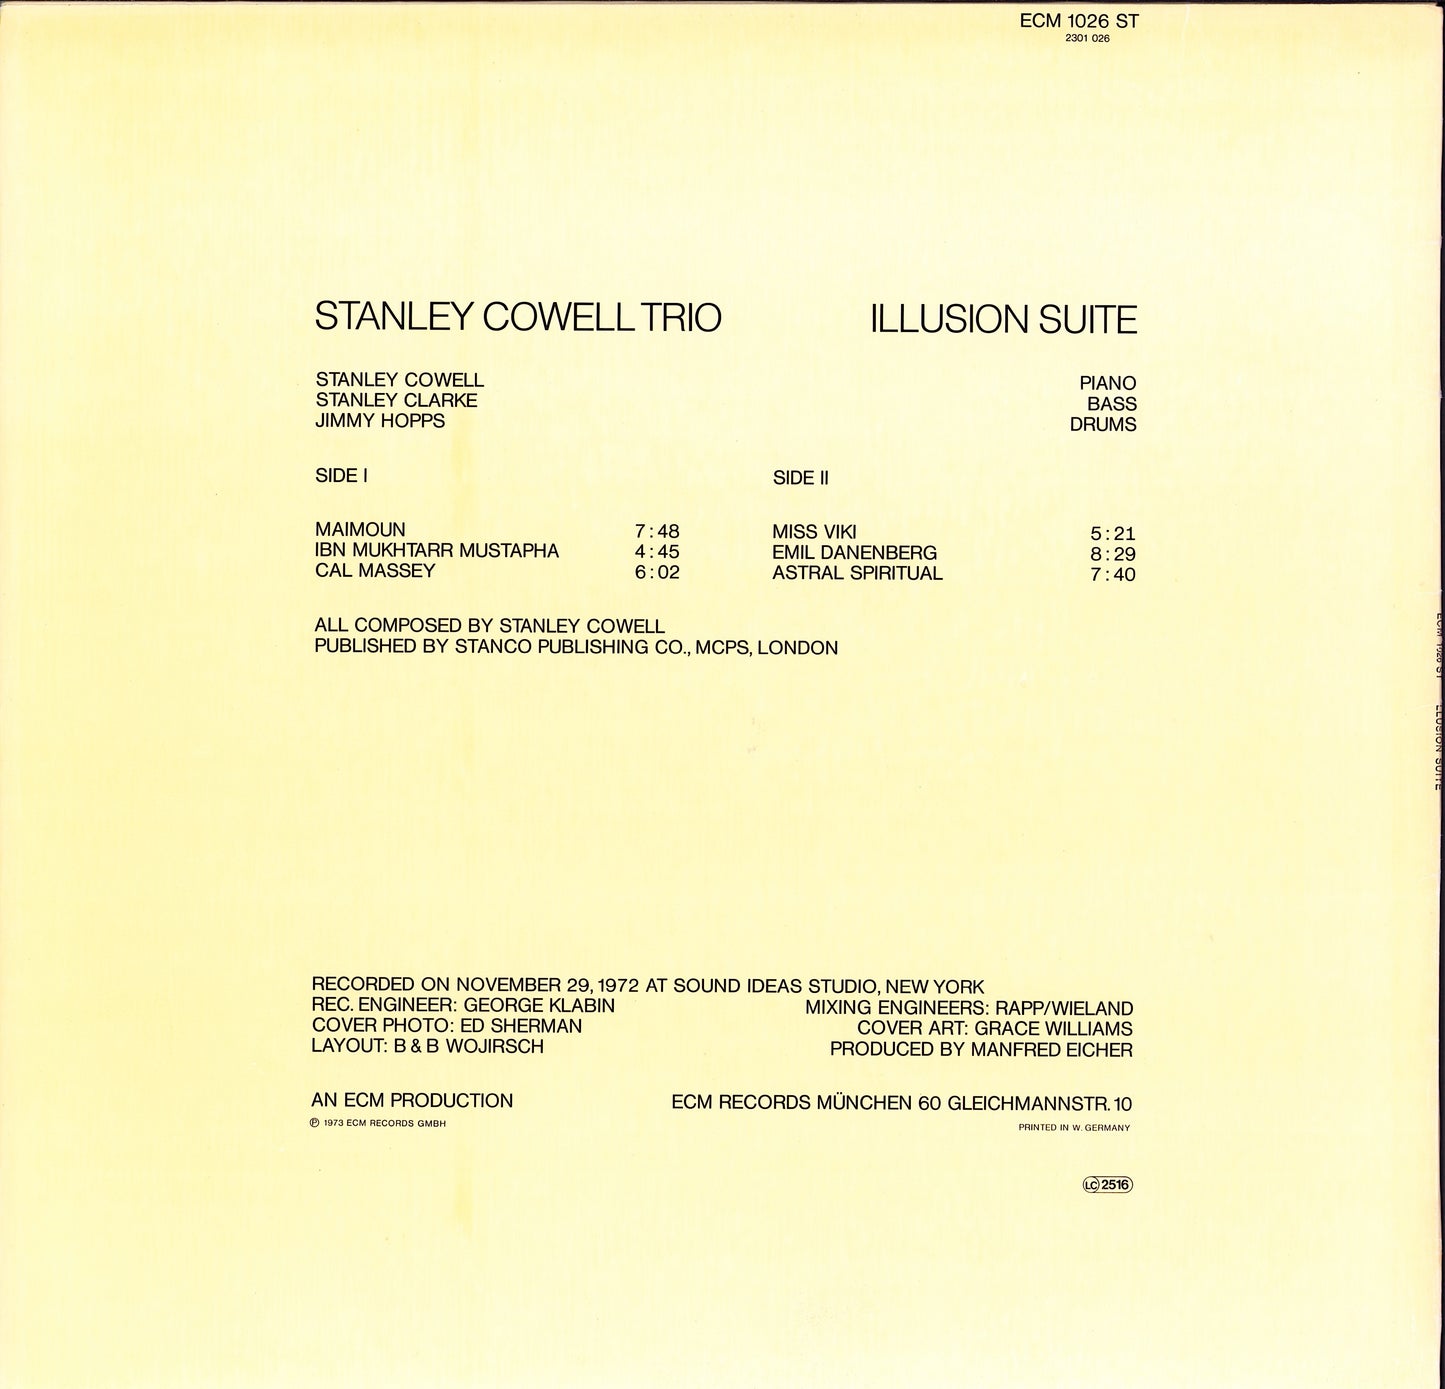 ECM 1026 ST
2301 026
STANLEY COWELL TRIO ILLUSION SUITE
STANLEY COWELL PIANO
STANLEY CLARKE BASS
JIMMY HOPPS DRUMS
SIDE I SIDE II
MAIMOUN 7:48 MISS VIKI 5:21
IBN MUKHTARR MUSTAPHA 4:45 EMIL DANENBERG 8:29
CAL MASSEY 6:02 ASTRAL SPIRITUAL 7:40
ALL COMPOSED BY STANLEY COWELL
PUBLISHED BY STANCO PUBLISHING CO., MCPS, LONDON
ECM 1026 ST ILLUSION SUITE
RECORDED ON NOVEMBER 29, 1972 AT SOUND IDEAS STUDIO, NEW YORK
REC. ENGINEER: GEORGE KLABIN MIXING ENGINEERS: RAPP/WIELAND
COVER PHOTO: ED SHERMAN COVER ART: GRACE WILLIAMS
LAYOUT: B & B WOJIRSCH PRODUCED BY MANFRED EICHER
AN ECM PRODUCTION ECM RECORDS MÜNCHEN 60 GLEICHMANNSTR. 10
Ⓟ 1973 ECM RECORDS GMBH PRINTED IN W. GERMANY
LC 2516